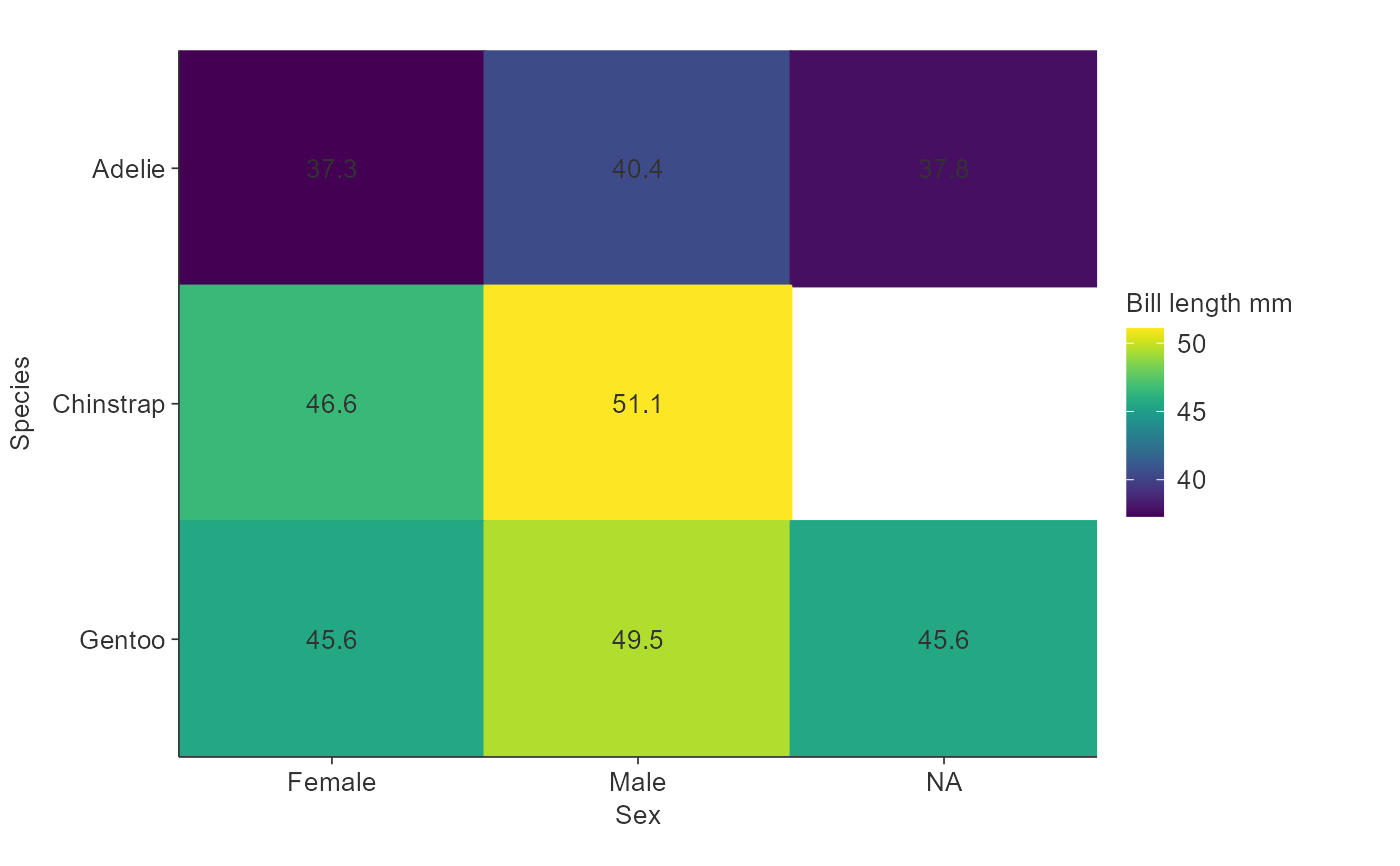 Adelie
37.3 40.4 37.8
Bill length mm
50
Chinstrap
46.6 51.1
45
40
Species
Gentoo
45.6 49.5 45.6
Female Male NA
Sex